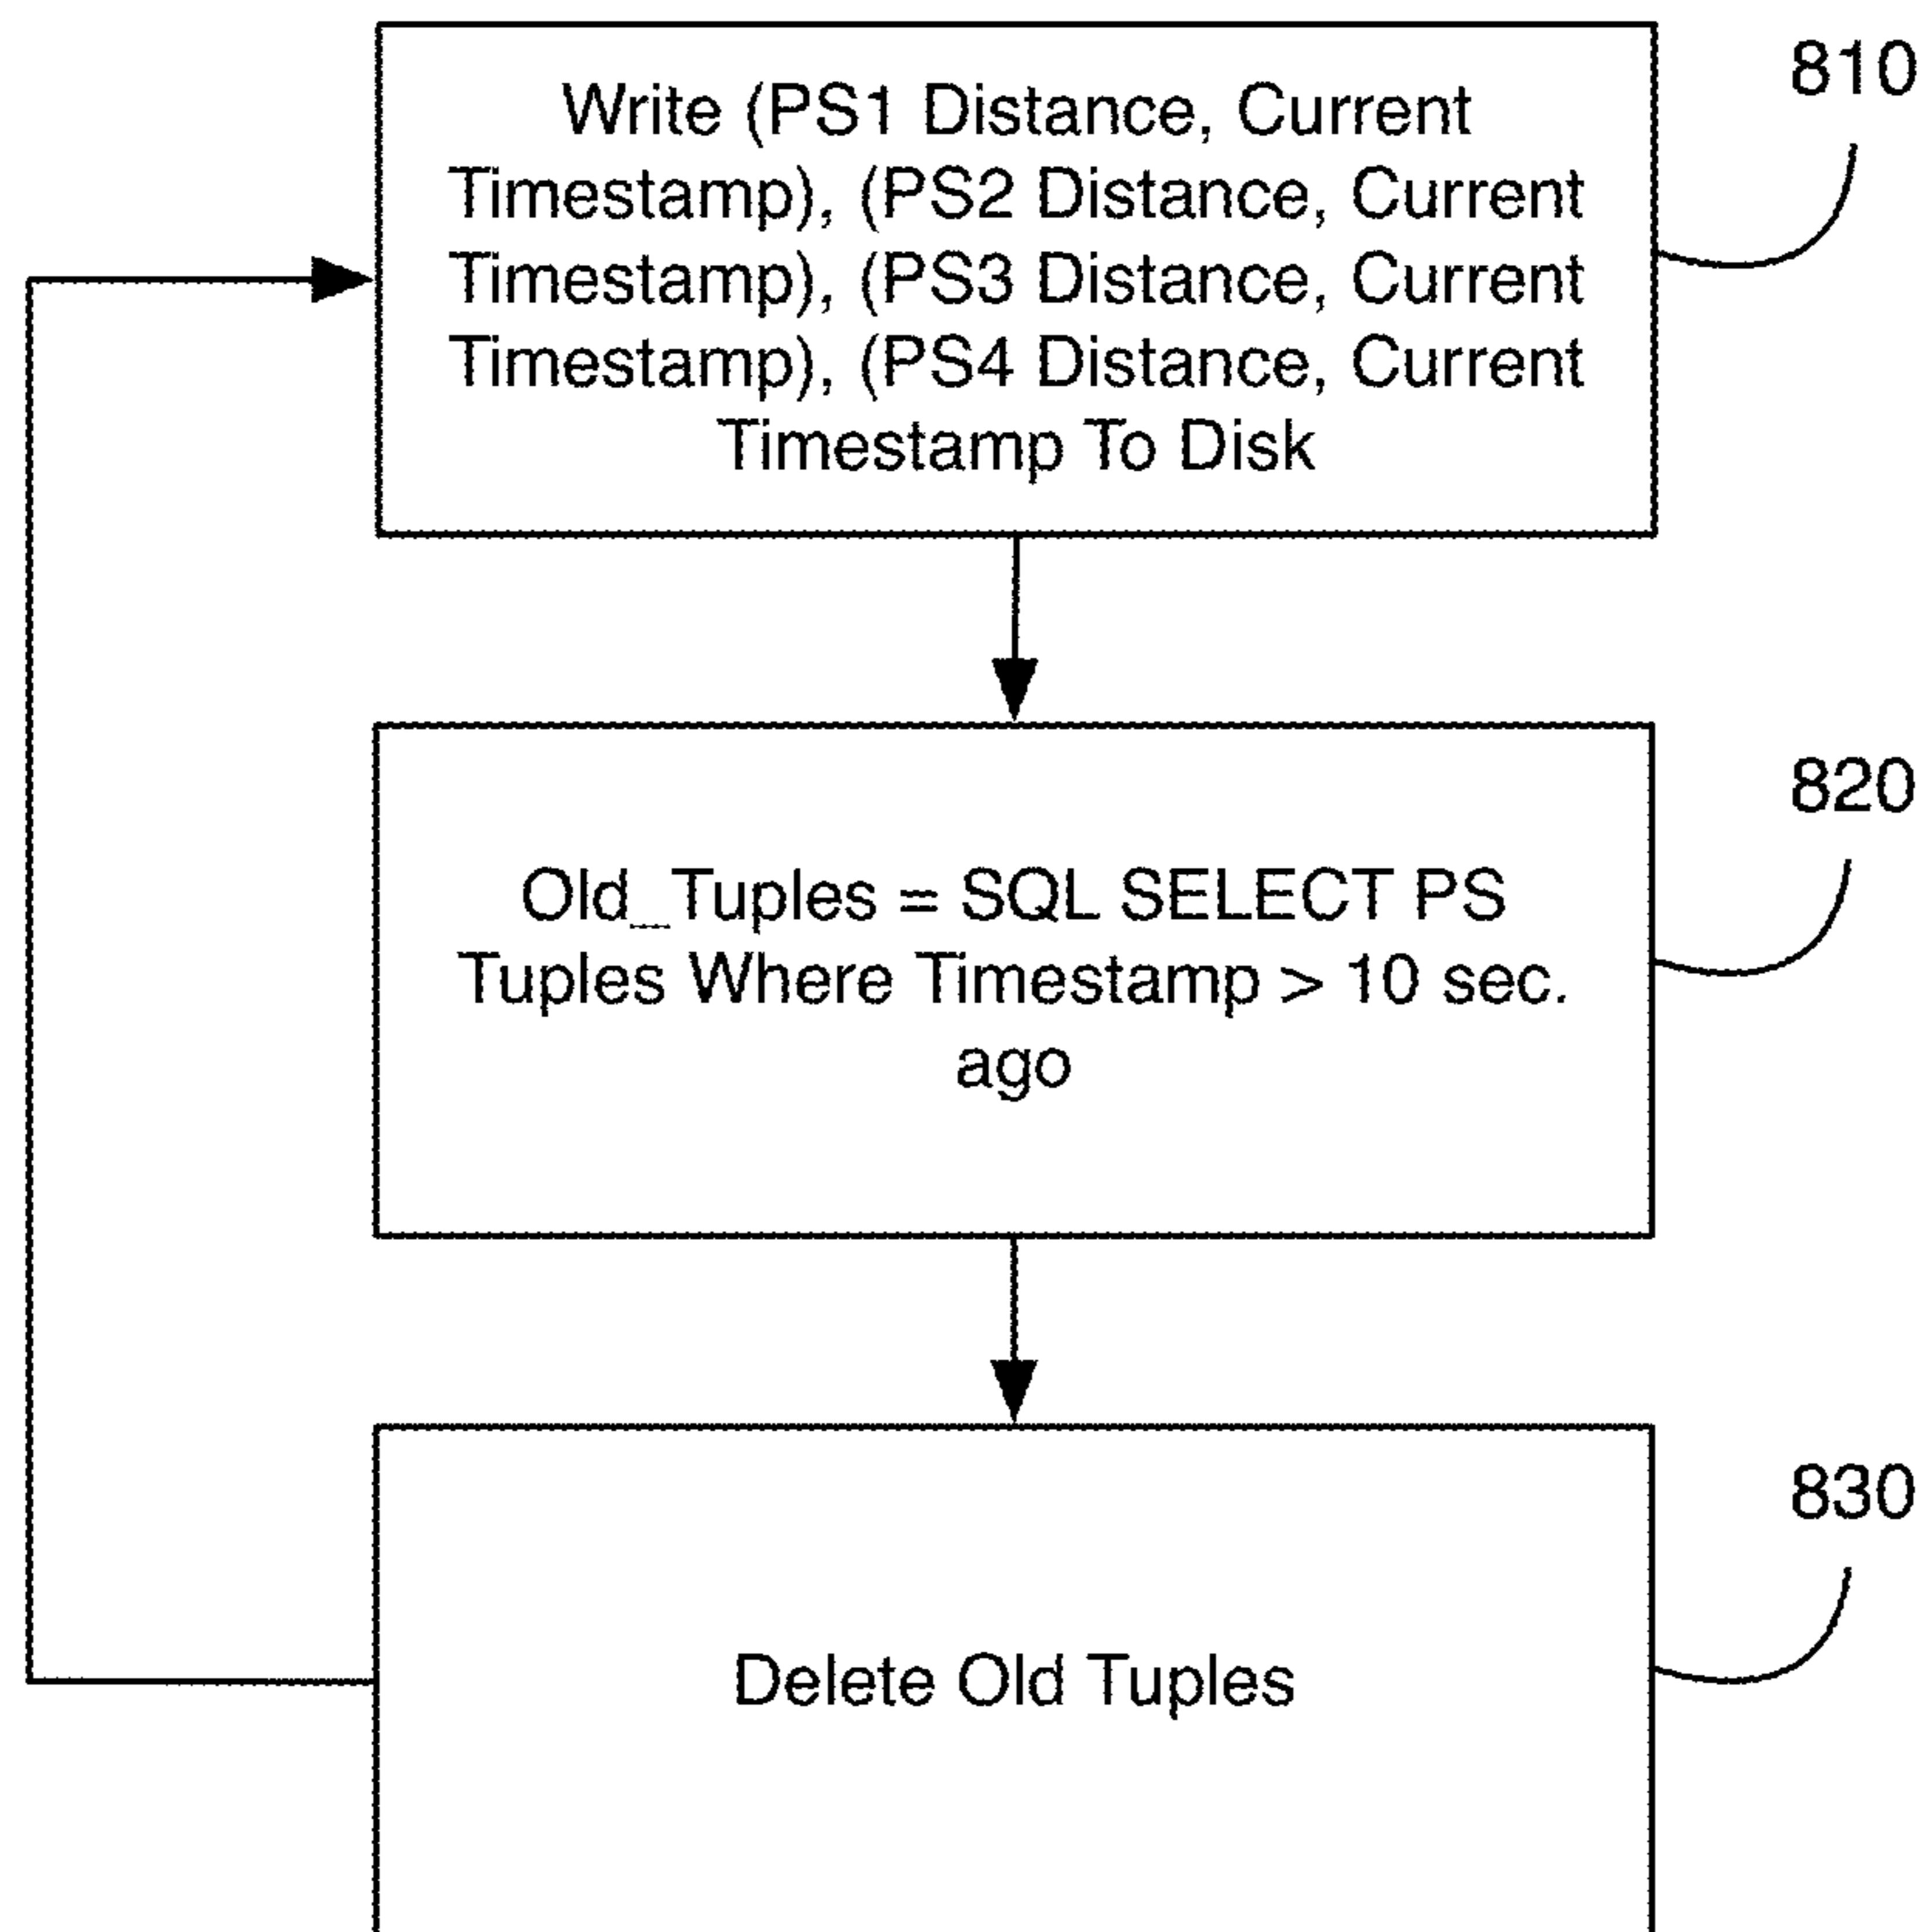 Write (PS1 Distance, Current
Timestamp), (PS2 Distance, Current
Timestamp), (PS3 Distance, Current
Timestamp), (PS4 Distance, Current
Timestamp To Disk
810
Old_Tuples = SQL SELECT PS
Tuples Where Timestamp > 10 sec.
ago
820
Delete Old Tuples
830